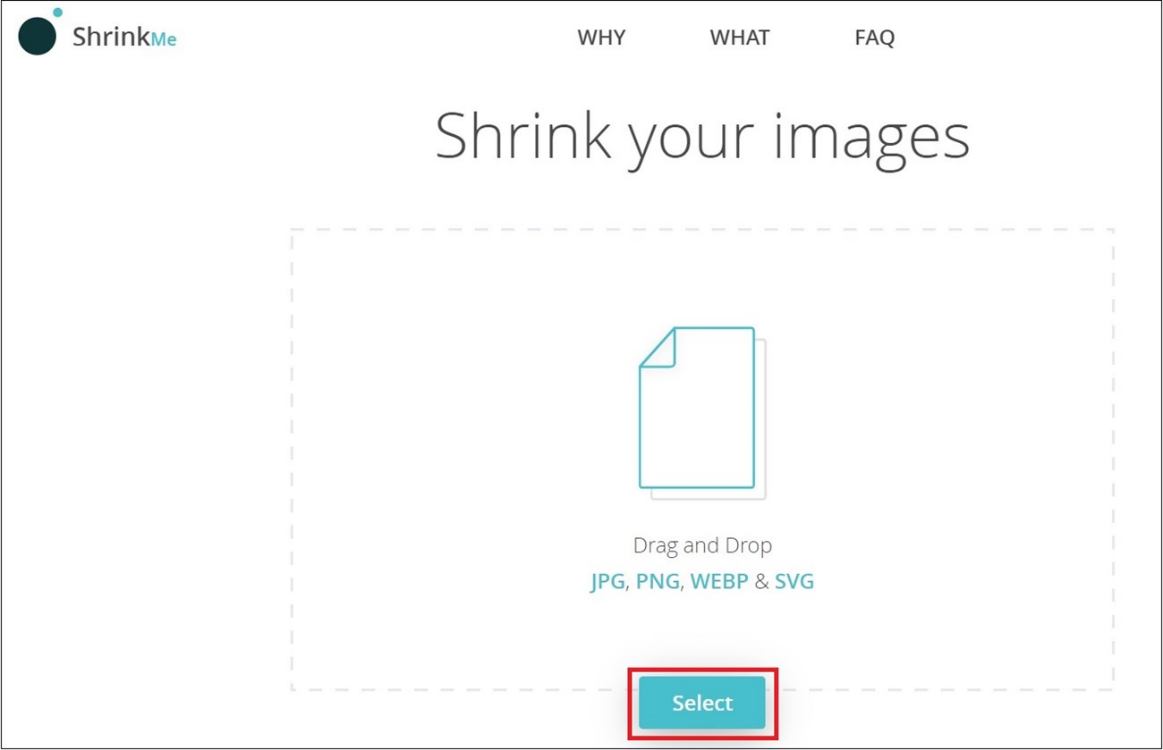 ShrinkMe
WHY WHAT FAQ
Shrink your images
Drag and Drop
JPG, PNG, WEBP & SVG
Select